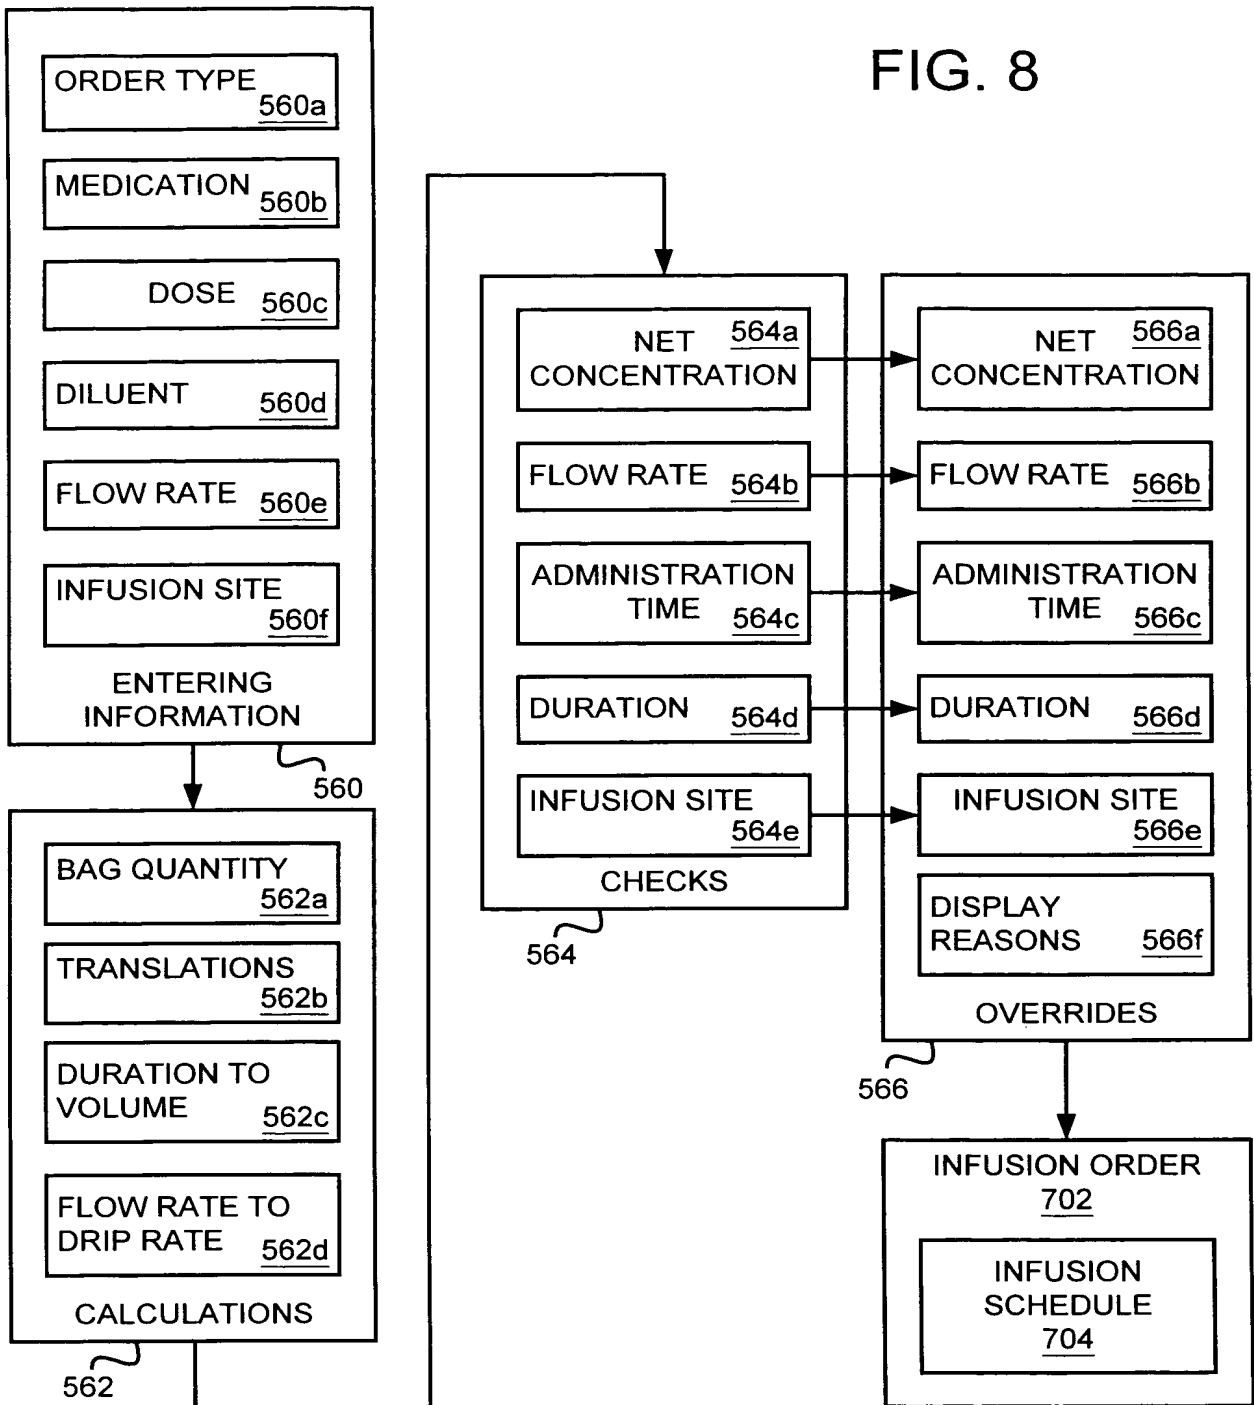 FIG. 8
ORDER TYPE
560a
MEDICATION
560b
DOSE
560c
DILUENT
560d
FLOW RATE
560e
INFUSION SITE
560f
ENTERING
INFORMATION
560
BAG QUANTITY
562a
TRANSLATIONS
562b
DURATION TO
VOLUME
562c
FLOW RATE TO
DRIP RATE
562d
CALCULATIONS
562
NET
564a
CONCENTRATION
FLOW RATE
564b
ADMINISTRATION
TIME
564c
DURATION
564d
INFUSION SITE
564e
CHECKS
564
NET
566a
CONCENTRATION
FLOW RATE
566b
ADMINISTRATION
TIME
566c
DURATION
566d
INFUSION SITE
566e
DISPLAY
REASONS
566f
OVERRIDES
566
INFUSION ORDER
702
INFUSION
SCHEDULE
704